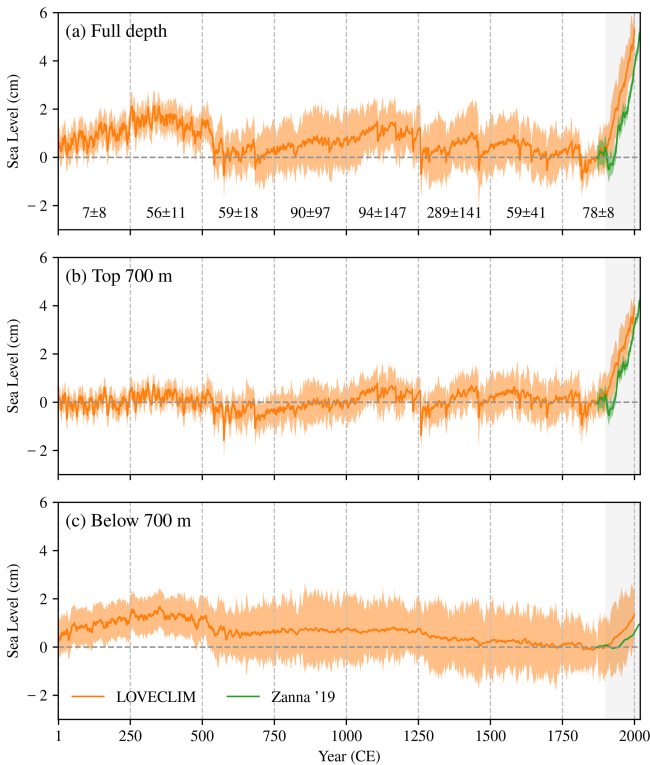 6
(a) Full depth
4
2
0
−2
Sea Level (cm)
7±8 56±11 59±18 90±97 94±147 289±141 59±41 78±8
6
(b) Top 700 m
4
2
0
−2
Sea Level (cm)
6
(c) Below 700 m
4
2
0
−2
Sea Level (cm)
LOVECLIM Zanna ’19
1 250 500 750 1000 1250 1500 1750 2000
Year (CE)